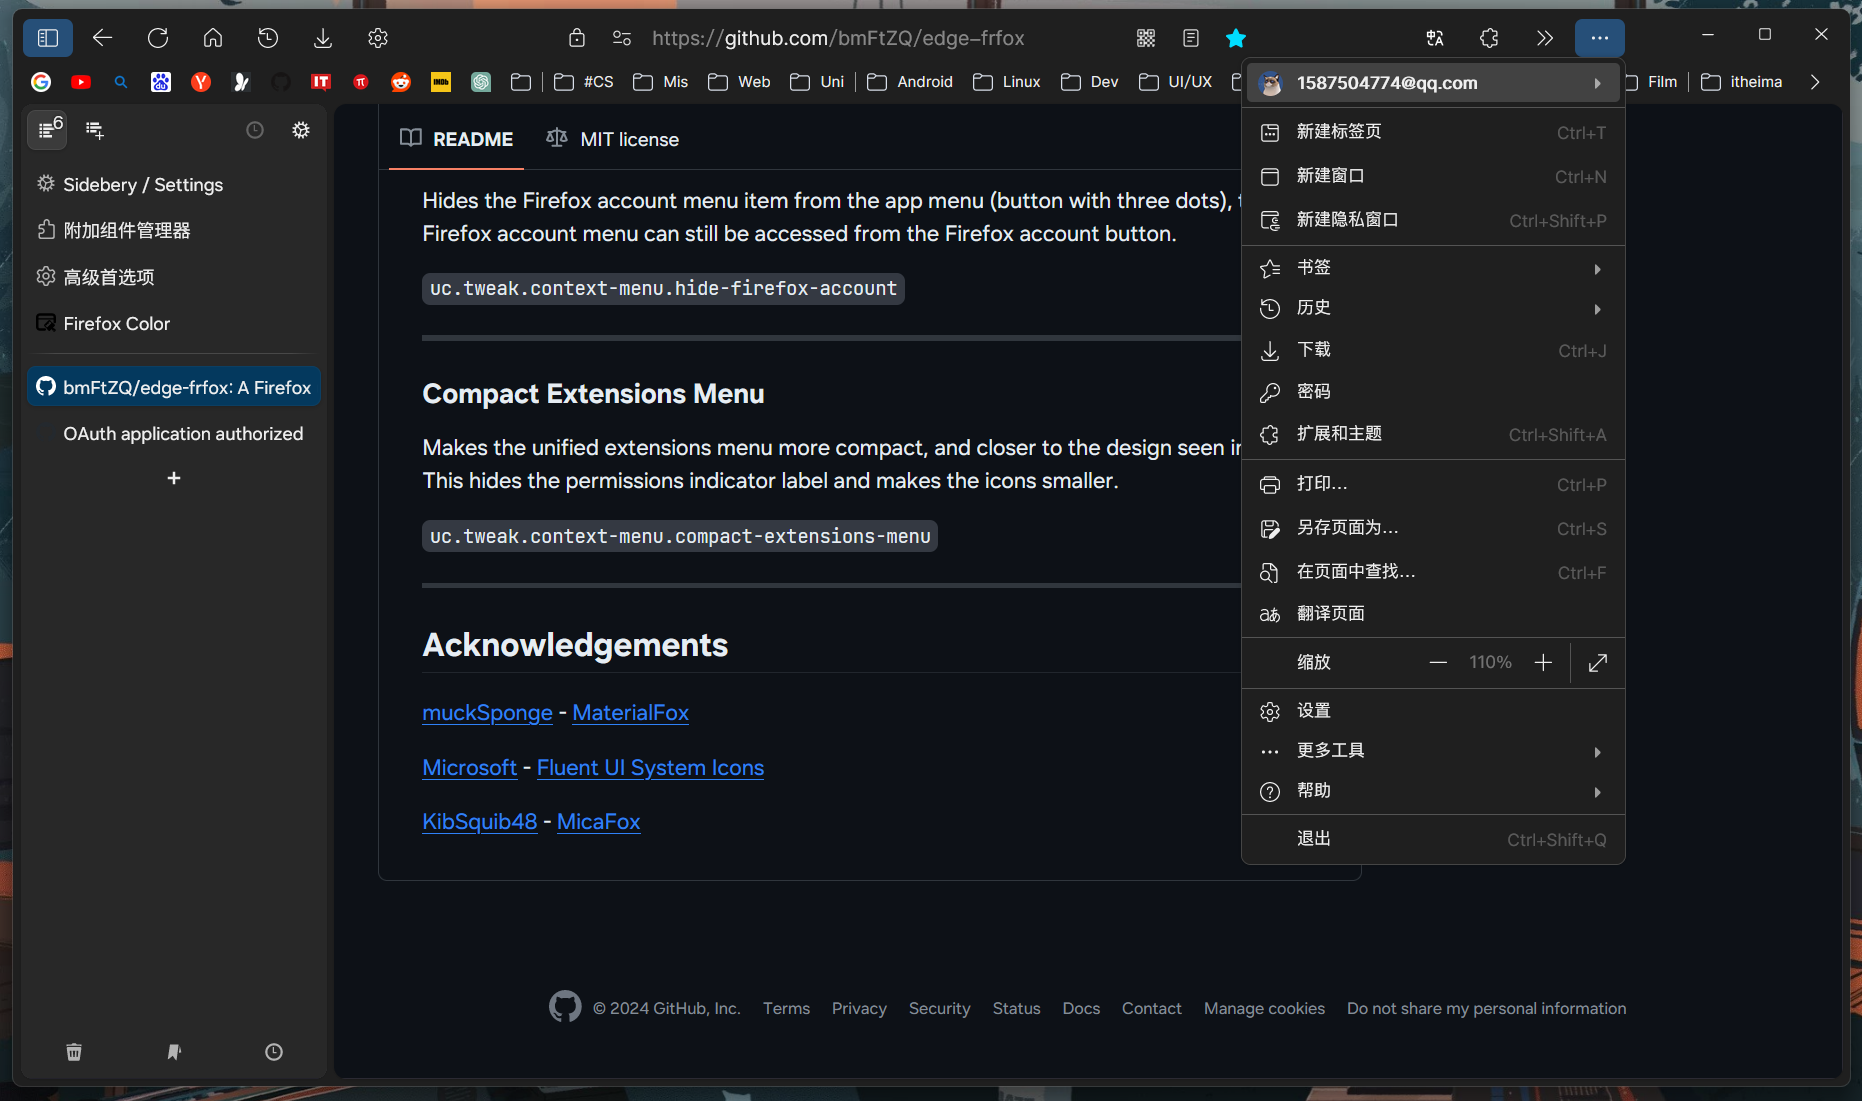 https://github.com/bmFtZQ/edge-frfox
#CS
Mis
Web
Uni
Android
Linux
Dev
UI/UX
Film
itheima
6
Sidebery / Settings
附加组件管理器
高级首选项
Firefox Color
bmFtZQ/edge-frfox: A Firefox
OAuth application authorized
README
MIT license
Hides the Firefox account menu item from the app menu (button with three dots),
Firefox account menu can still be accessed from the Firefox account button.
uc.tweak.context-menu.hide-firefox-account
Compact Extensions Menu
Makes the unified extensions menu more compact, and closer to the design seen in
This hides the permissions indicator label and makes the icons smaller.
uc.tweak.context-menu.compact-extensions-menu
Acknowledgements
muckSponge - MaterialFox
Microsoft - Fluent UI System Icons
KibSquib48 - MicaFox
1587504774@qq.com
新建标签页 Ctrl+T
新建窗口 Ctrl+N
新建隐私窗口 Ctrl+Shift+P
书签
历史
下载 Ctrl+J
密码
扩展和主题 Ctrl+Shift+A
打印... Ctrl+P
另存页面为... Ctrl+S
在页面中查找... Ctrl+F
翻译页面
缩放 — 110% +
设置
更多工具
帮助
退出 Ctrl+Shift+Q
© 2024 GitHub, Inc. Terms Privacy Security Status Docs Contact Manage cookies Do not share my personal information